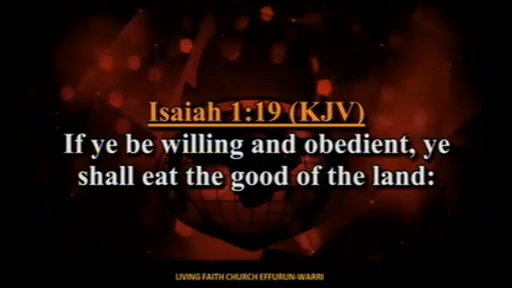 Isaiah 1:19 (KJV)
If ye be willing and obedient, ye
shall eat the good of the land:
LIVING FAITH CHURCH EFFURUN-WARRI